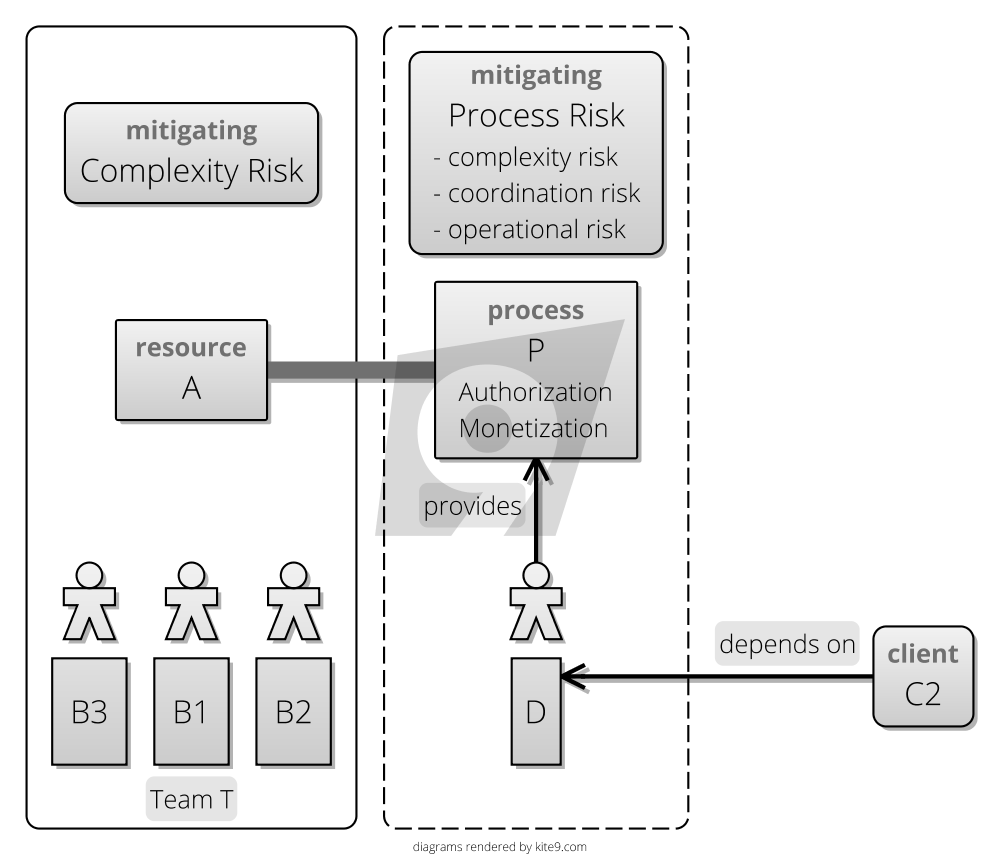 mitigating
Complexity Risk
mitigating
Process Risk
- complexity risk
- coordination risk
- operational risk
resource
A
process
P
Authorization
Monetization
provides
B3
B1
B2
Team T
D
depends on
client
C2
diagrams rendered by kite9.com